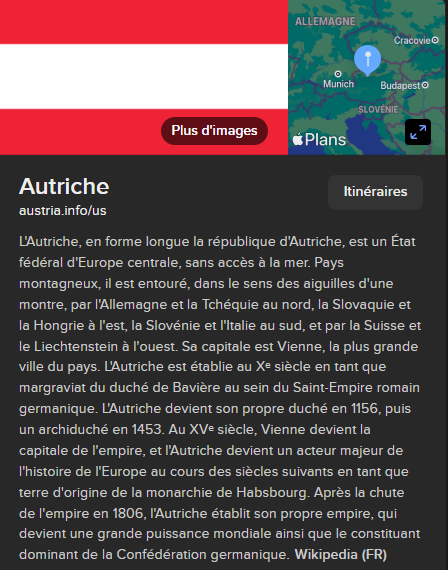 ALLEMAGNE
Cracovie
Munich
Budapest
SLOVÉNIE
Plans
Plus d'images
Autriche
Itinéraires
austria.info/us
L'Autriche, en forme longue la république d'Autriche, est un État
fédéral d'Europe centrale, sans accès à la mer. Pays
montagneux, il est entouré, dans le sens des aiguilles d'une
montre, par l'Allemagne et la Tchéquie au nord, la Slovaquie et
la Hongrie à l'est, la Slovénie et l'Italie au sud, et par la Suisse et
le Liechtenstein à l'ouest. Sa capitale est Vienne, la plus grande
ville du pays. L'Autriche est établie au Xᵉ siècle en tant que
margraviat du duché de Bavière au sein du Saint-Empire romain
germanique. L'Autriche devient son propre duché en 1156, puis
un archiduché en 1453. Au XVᵉ siècle, Vienne devient la
capitale de l'empire, et l'Autriche devient un acteur majeur de
l'histoire de l'Europe au cours des siècles suivants en tant que
terre d'origine de la monarchie de Habsbourg. Après la chute
de l'empire en 1806, l'Autriche établit son propre empire, qui
devient une grande puissance mondiale ainsi que le constituant
dominant de la Confédération germanique. Wikipedia (FR)